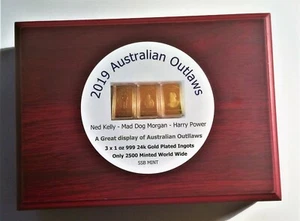 2019 Australian Outlaws
Ned Kelly - Mad Dog Morgan - Harry Power
A Great display of Australian Outlaws
3 x 1 oz 999 24k Gold Plated Ingots
Only 2500 Minted World Wide
SSB MINT